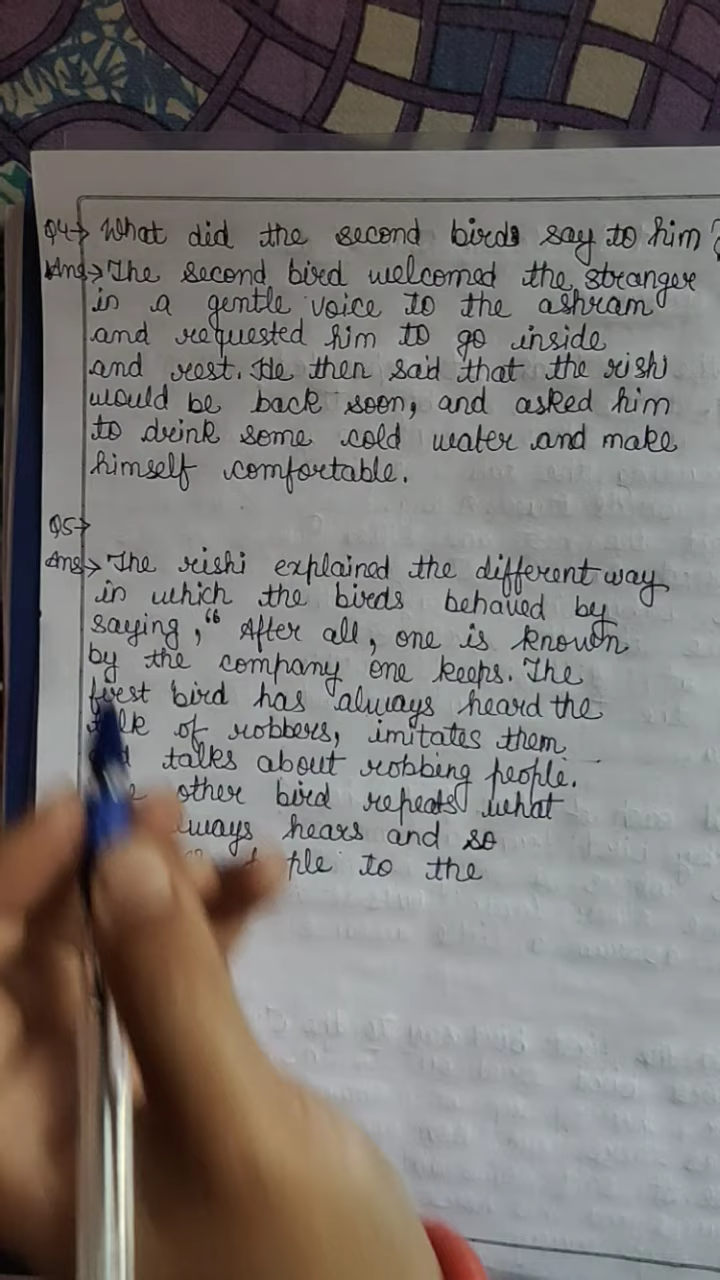 Q4→ What did the second birds say to him?
Ans→ The second bird welcomed the stranger
in a gentle voice to the ashram
and requested him to go inside
and rest. He then said that the rishi
would be back soon, and asked him
to drink some cold water and make
himself comfortable.
Q5→
Ans→ The rishi explained the different way
in which the birds behaved by
saying, “After all, one is known
by the company one keeps. The
first bird has always heard the
talk of robbers, imitates them
talks about robbing people.
other bird repeats what
hears and so
to the